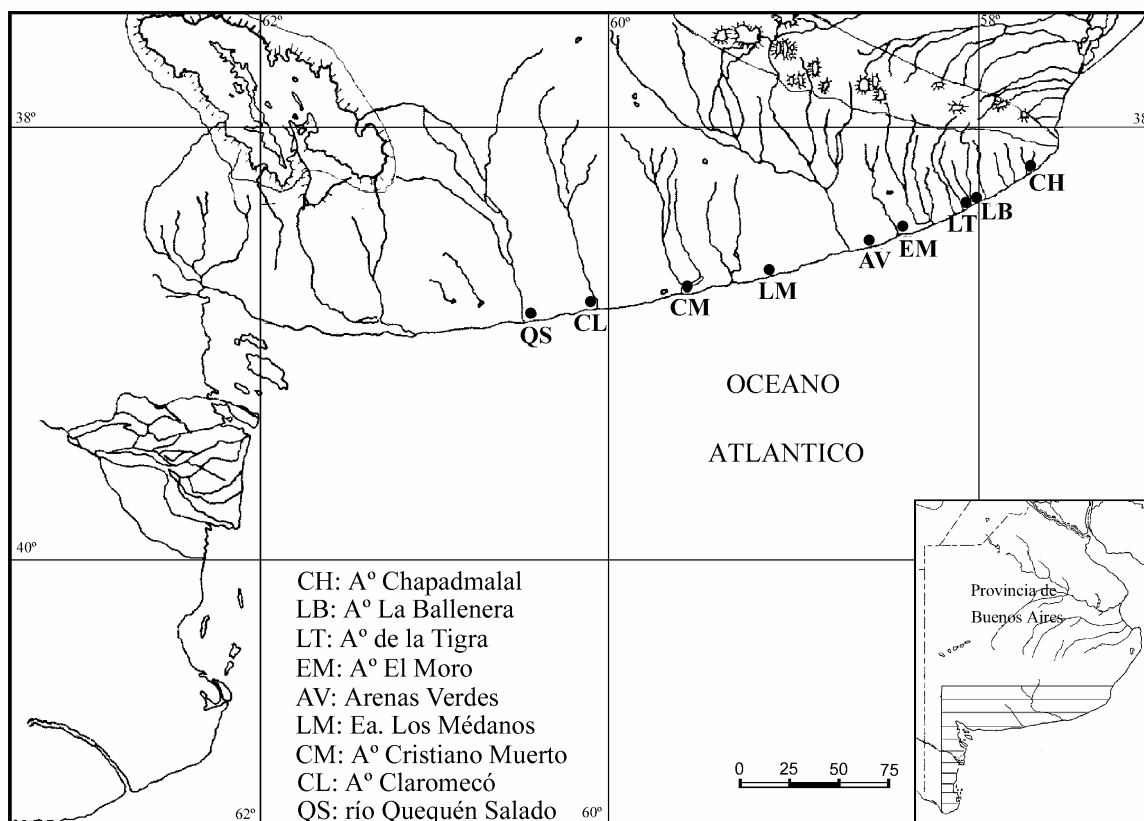 62º
60
58º
38º
38
CH
LB
LT
EM
AV
LM
CM
CL
QS
OCEANO
ATLANTICO
40º
CH: Aº Chapadmalal
LB: Aº La Ballenera
LT: Aº de la Tigra
EM: Aº El Moro
AV: Arenas Verdes
LM: Ea. Los Médanos
CM: Aº Cristiano Muerto
CL: Aº Claromecó
QS: río Quequén Salado
62º
60º
0 25 50 75
Provincia de
Buenos Aires